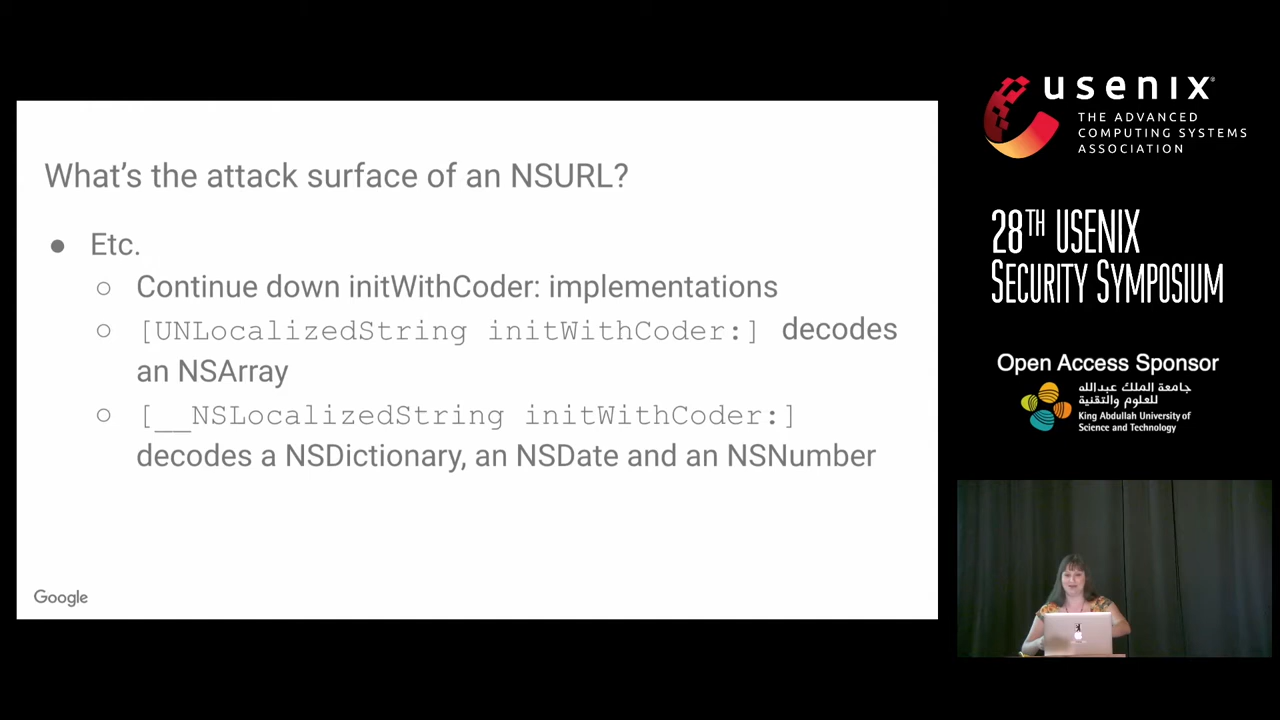 What's the attack surface of an NSURL?
● Etc.
○ Continue down initWithCoder: implementations
○ [UNLocalizedString initWithCoder:] decodes
an NSArray
○ [__NSLocalizedString initWithCoder:]
decodes a NSDictionary, an NSDate and an NSNumber
Google
usenix
THE ADVANCED
COMPUTING SYSTEMS
ASSOCIATION
28TH USENIX
SECURITY SYMPOSIUM
Open Access Sponsor
جامعة الملك عبدالله
للعلوم والتقنية
King Abdullah University of
Science and Technology